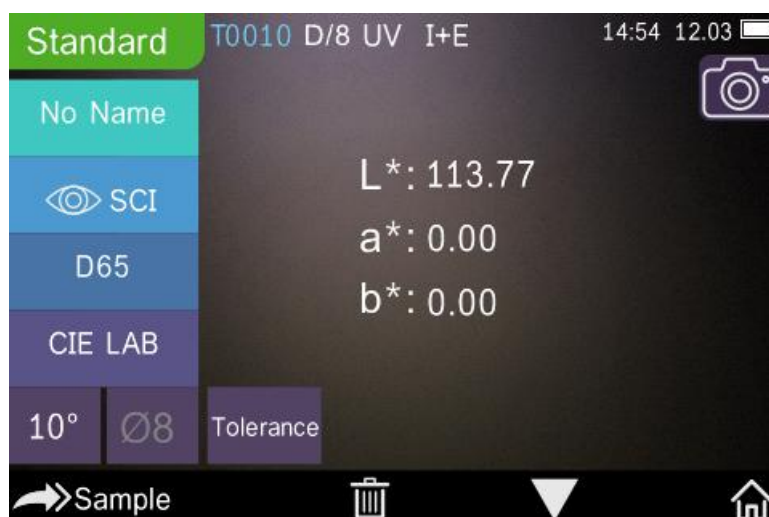 Standard T0010 D/8 UV I+E 14:54 12.03
No Name
SCI
D65
CIE LAB
L*: 113.77
a*: 0.00
b*: 0.00
10° Ø8 Tolerance
Sample